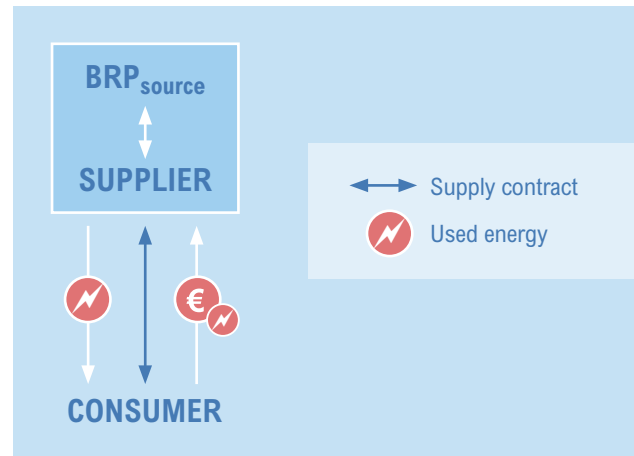 BRPsource
SUPPLIER
Supply contract
Used energy
€
CONSUMER